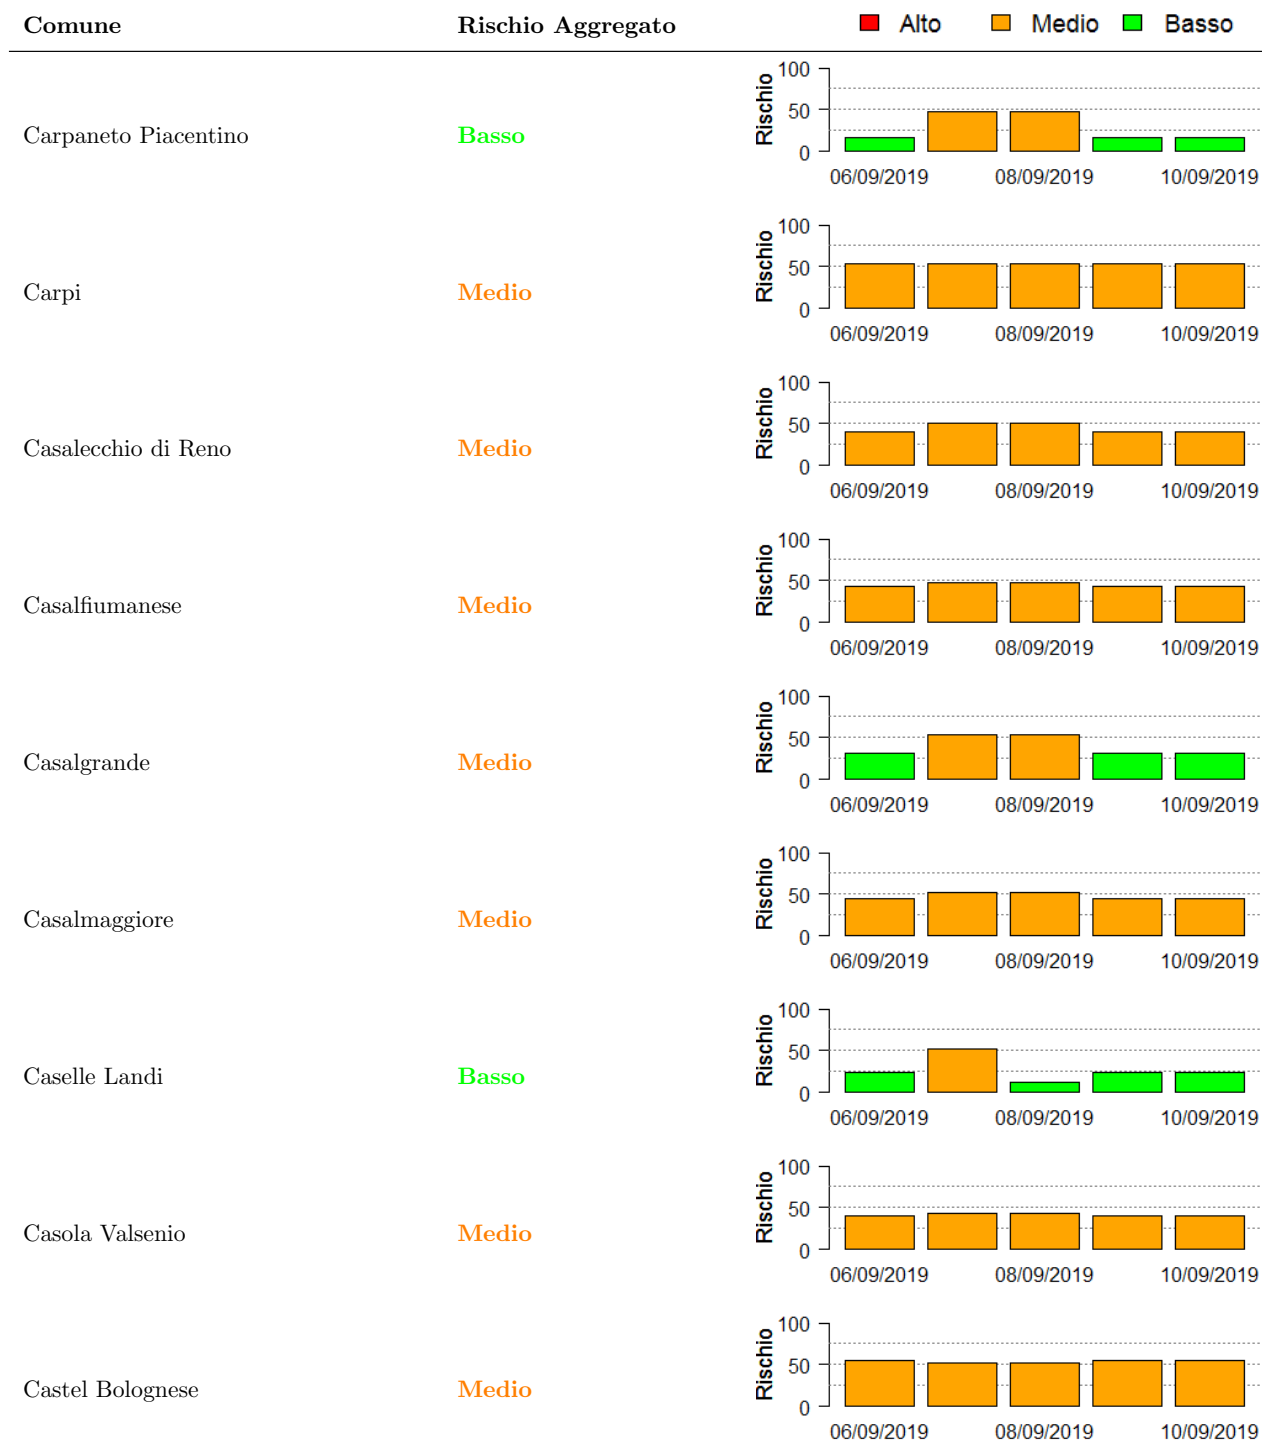 Comune Rischio Aggregato Alto Medio Basso
Rischio 100 50 0
Carpaneto Piacentino Basso
06/09/2019 08/09/2019 10/09/2019
Rischio 100 50 0
Carpi Medio
06/09/2019 08/09/2019 10/09/2019
Rischio 100 50 0
Casalecchio di Reno Medio
06/09/2019 08/09/2019 10/09/2019
Rischio 100 50 0
Casalfiumanese Medio
06/09/2019 08/09/2019 10/09/2019
Rischio 100 50 0
Casalgrande Medio
06/09/2019 08/09/2019 10/09/2019
Rischio 100 50 0
Casalmaggiore Medio
06/09/2019 08/09/2019 10/09/2019
Rischio 100 50 0
Caselle Landi Basso
06/09/2019 08/09/2019 10/09/2019
Rischio 100 50 0
Casola Valsenio Medio
06/09/2019 08/09/2019 10/09/2019
Rischio 100 50 0
Castel Bolognese Medio
06/09/2019 08/09/2019 10/09/2019